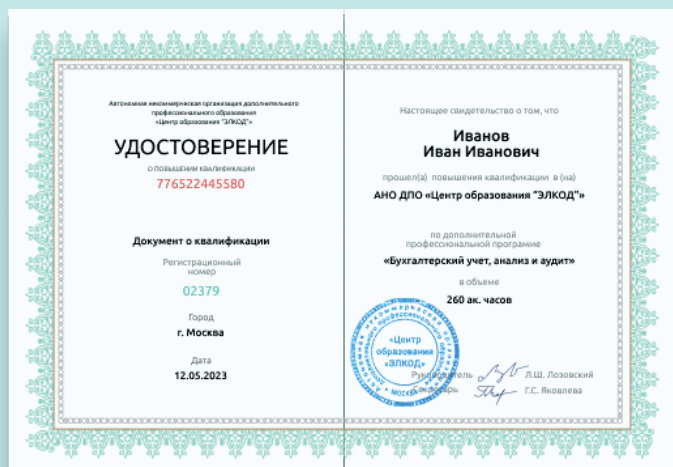 Автономная некоммерческая организация дополнительного
профессионального образования
«Центр образования "ЭЛКОД"»
УДОСТОВЕРЕНИЕ
О ПОВЫШЕНИИ КВАЛИФИКАЦИИ
776522445580
Документ о квалификации
Регистрационный
номер
02379
Город
г. Москва
Дата
12.05.2023
Настоящее свидетельство о том, что
Иванов
Иван Иванович
прошел(а) повышения квалификации в (на)
АНО ДПО «Центр образования "ЭЛКОД"»
по дополнительной
профессиональной программе
«Бухгалтерский учет, анализ и аудит»
в объеме
260 ак. часов
«Центр
образования
«ЭЛКОД»
МОСКВА
Руководитель
Л.Ш. Лозовский
Секретарь
Г.С. Яковлева